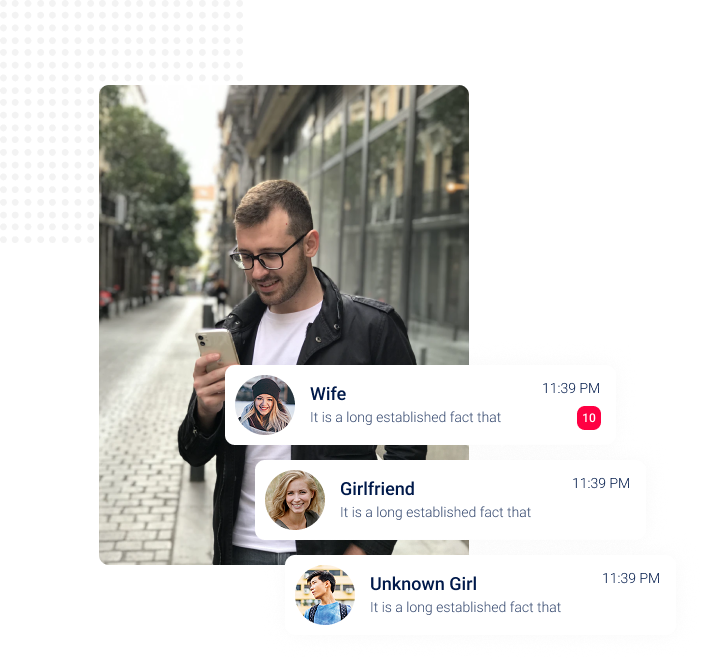 Wife
11:39 PM
It is a long established fact that
10
Girlfriend
11:39 PM
It is a long established fact that
Unknown Girl
11:39 PM
It is a long established fact that